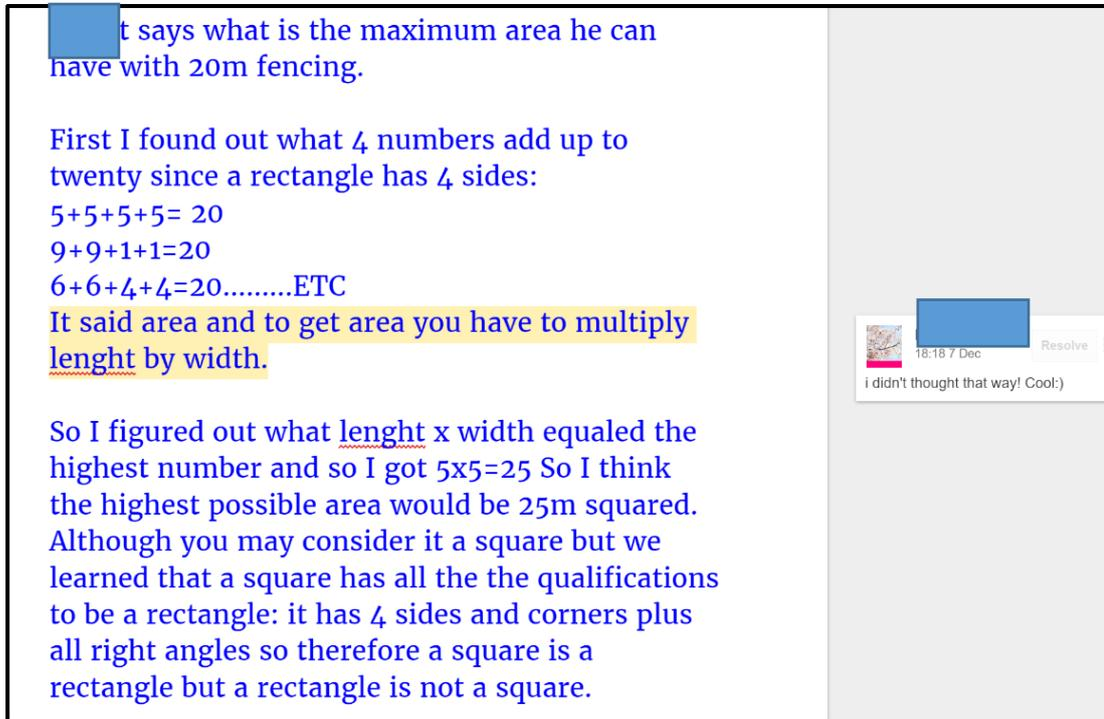 t says what is the maximum area he can
have with 20m fencing.
First I found out what 4 numbers add up to
twenty since a rectangle has 4 sides:
5+5+5+5= 20
9+9+1+1=20
6+6+4+4=20.........ETC
It said area and to get area you have to multiply
lenght by width.
So I figured out what lenght x width equaled the
highest number and so I got 5x5=25 So I think
the highest possible area would be 25m squared.
Although you may consider it a square but we
learned that a square has all the the qualifications
to be a rectangle: it has 4 sides and corners plus
all right angles so therefore a square is a
rectangle but a rectangle is not a square.
18:18 7 Dec
Resolve
i didn't thought that way! Cool:)